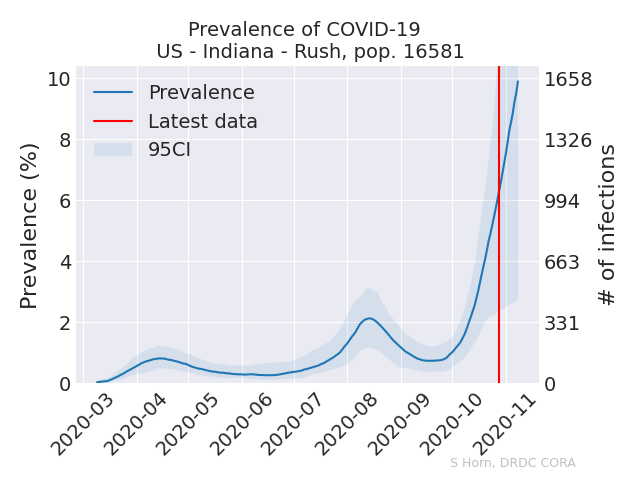 Prevalence of COVID-19
US - Indiana - Rush, pop. 16581
Prevalence (%)
10
8
6
4
2
0
Prevalence
Latest data
95CI
1658
1326
994
663
331
0
# of infections
2020-03
2020-04
2020-05
2020-06
2020-07
2020-08
2020-09
2020-10
2020-11
S Horn, DRDC CORA